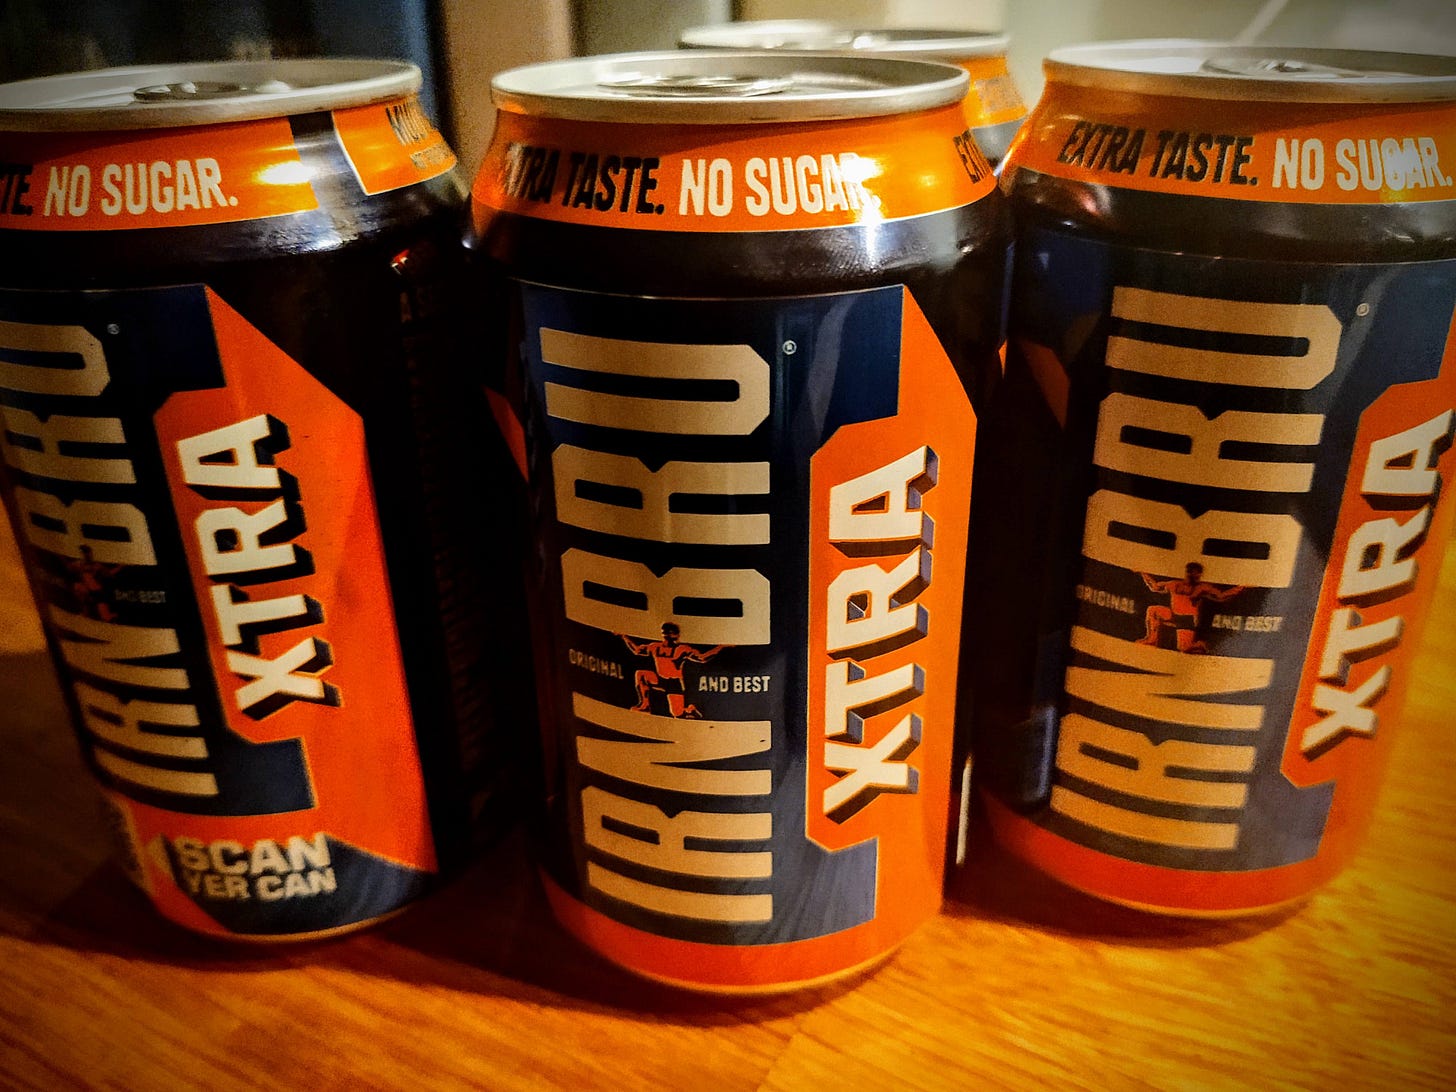 TE. NO SUGAR.
IRN BRU
AND BEST
XTRA
SCAN
YER CAN
XTRA TASTE. NO SUGAR.
IRN BRU®
ORIGINAL AND BEST
XTRA
EXTRA TASTE. NO SUGAR.
IRN BRU
ORIGINAL AND BEST
XTRA